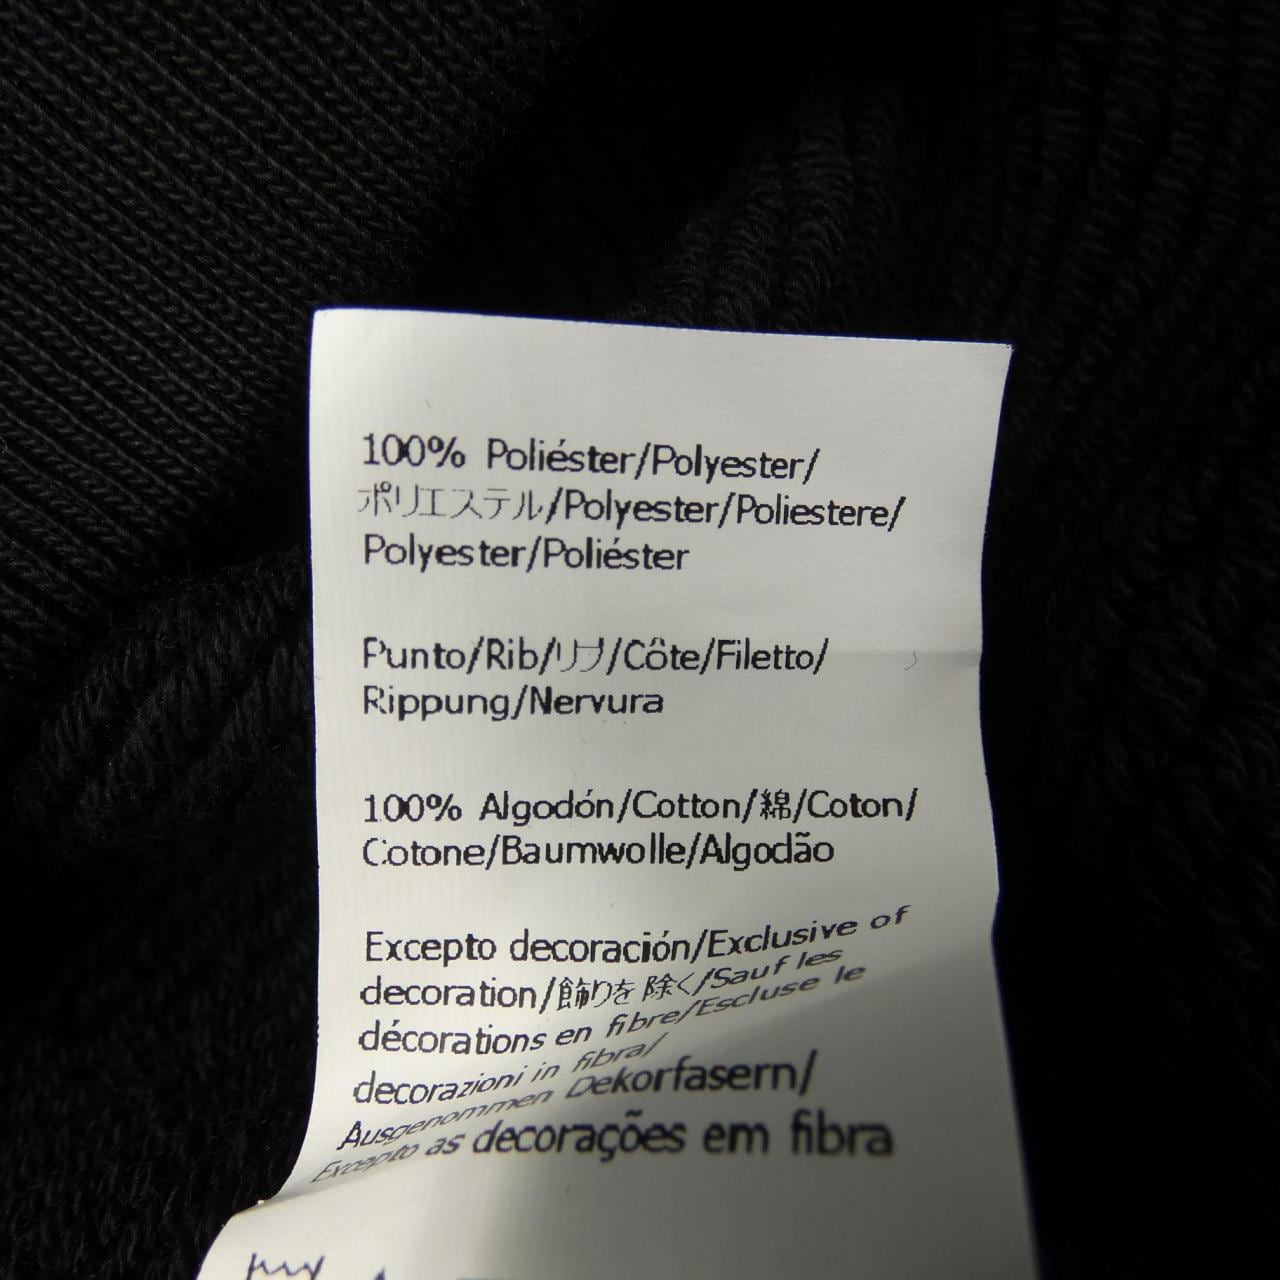 100% Poliéster/Polyester/
ポリエステル/Polyester/Poliestere/
Polyester/Poliéster
Punto/Rib/リブ/Côte/Filetto/
Rippung/Nervura
100% Algodón/Cotton/綿/Coton/
Cotone/Baumwolle/Algodão
Excepto decoración/Exclusive of
decoration/飾りを除く/Sauf les
décorations en fibre/Escluse le
decorazioni in fibra/
Ausgenommen Dekorfasern/
Excepto as decorações em fibra